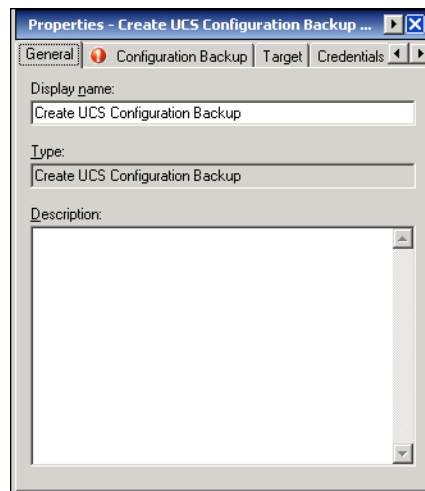 Properties - Create UCS Configuration Backup ...
General Configuration Backup Target Credentials
Display name:
Create UCS Configuration Backup
Type:
Create UCS Configuration Backup
Description: